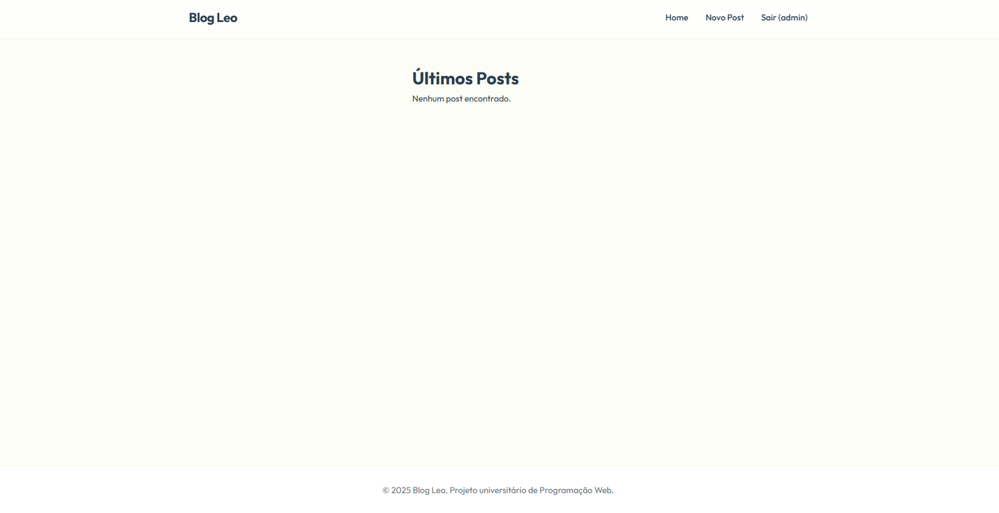 Blog Leo
Home Novo Post Sair (admin)
Últimos Posts
Nenhum post encontrado.
© 2025 Blog Leo. Projeto universitário de Programação Web.